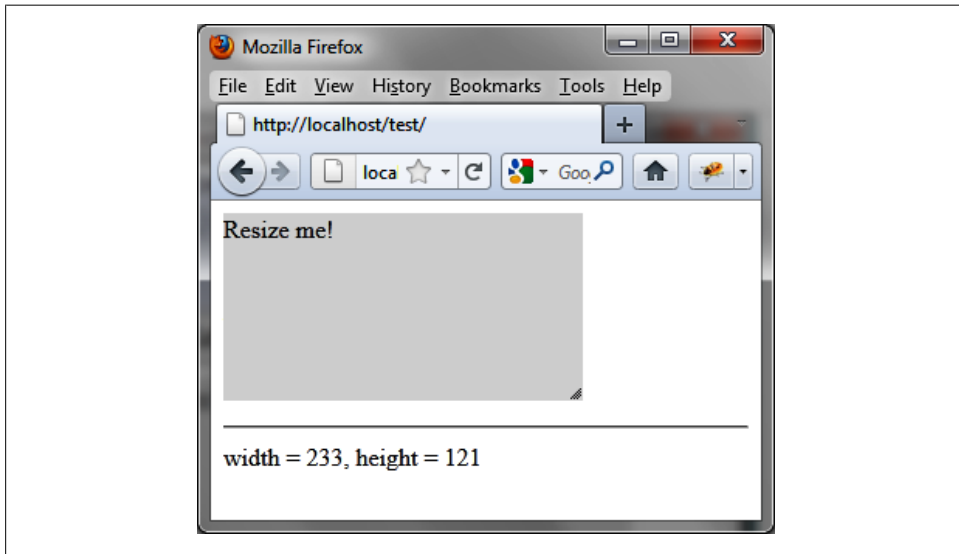 Mozilla Firefox
File Edit View History Bookmarks Tools Help
http://localhost/test/
loca Goo
Resize me!
width = 233, height = 121